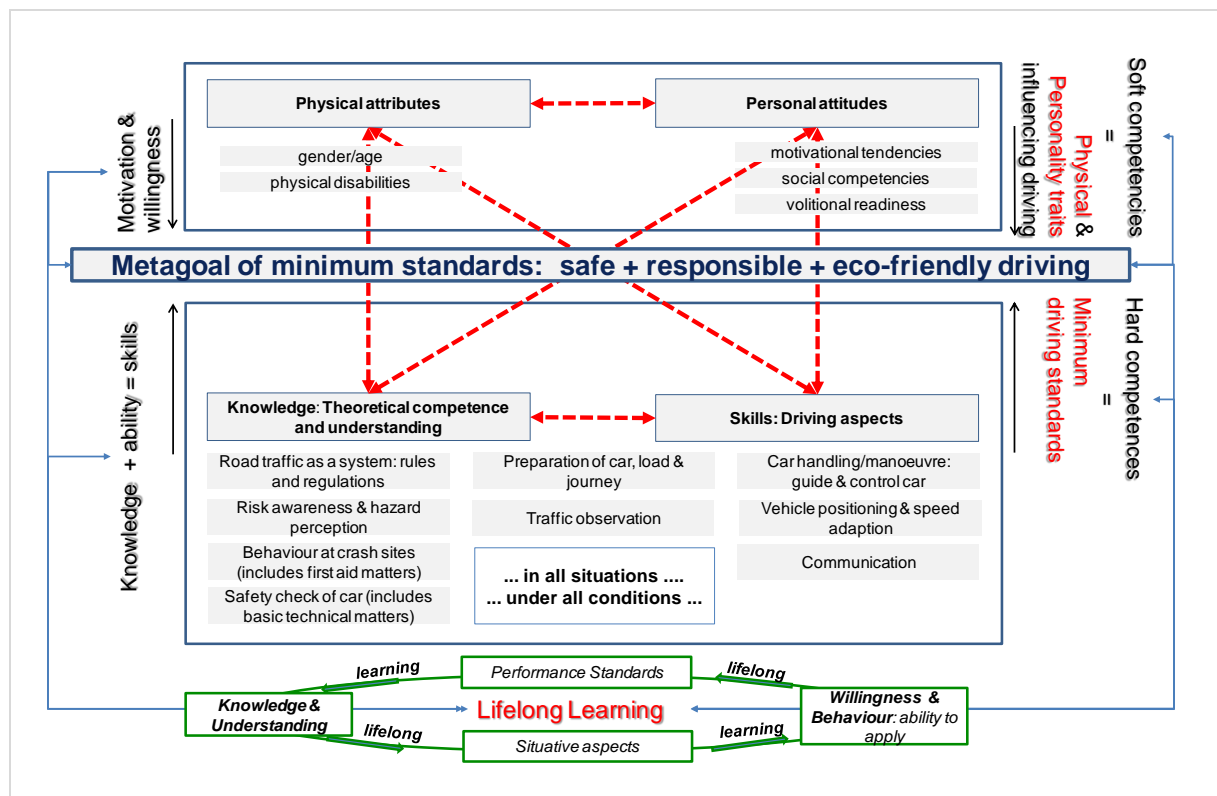 Physical attributes
Personal attitudes
gender/age
physical disabilities
motivational tendencies
social competencies
volitional readiness
Motivation &
willingness
Soft competencies
=
Physical &
Personality traits
influencing driving
Metagoal of minimum standards: safe + responsible + eco-friendly driving
Knowledge + ability = skills
Hard competences
=
Minimum
driving standards
Knowledge: Theoretical competence
and understanding
Skills: Driving aspects
Road traffic as a system: rules
and regulations
Risk awareness & hazard
perception
Behaviour at crash sites
(includes first aid matters)
Safety check of car (includes
basic technical matters)
Preparation of car, load &
journey
Traffic observation
... in all situations ....
... under all conditions ...
Car handling/manoeuvre:
guide & control car
Vehicle positioning & speed
adaption
Communication
learning
Performance Standards
lifelong
Knowledge &
Understanding
Lifelong Learning
Willingness &
Behaviour: ability to
apply
lifelong
Situative aspects
learning